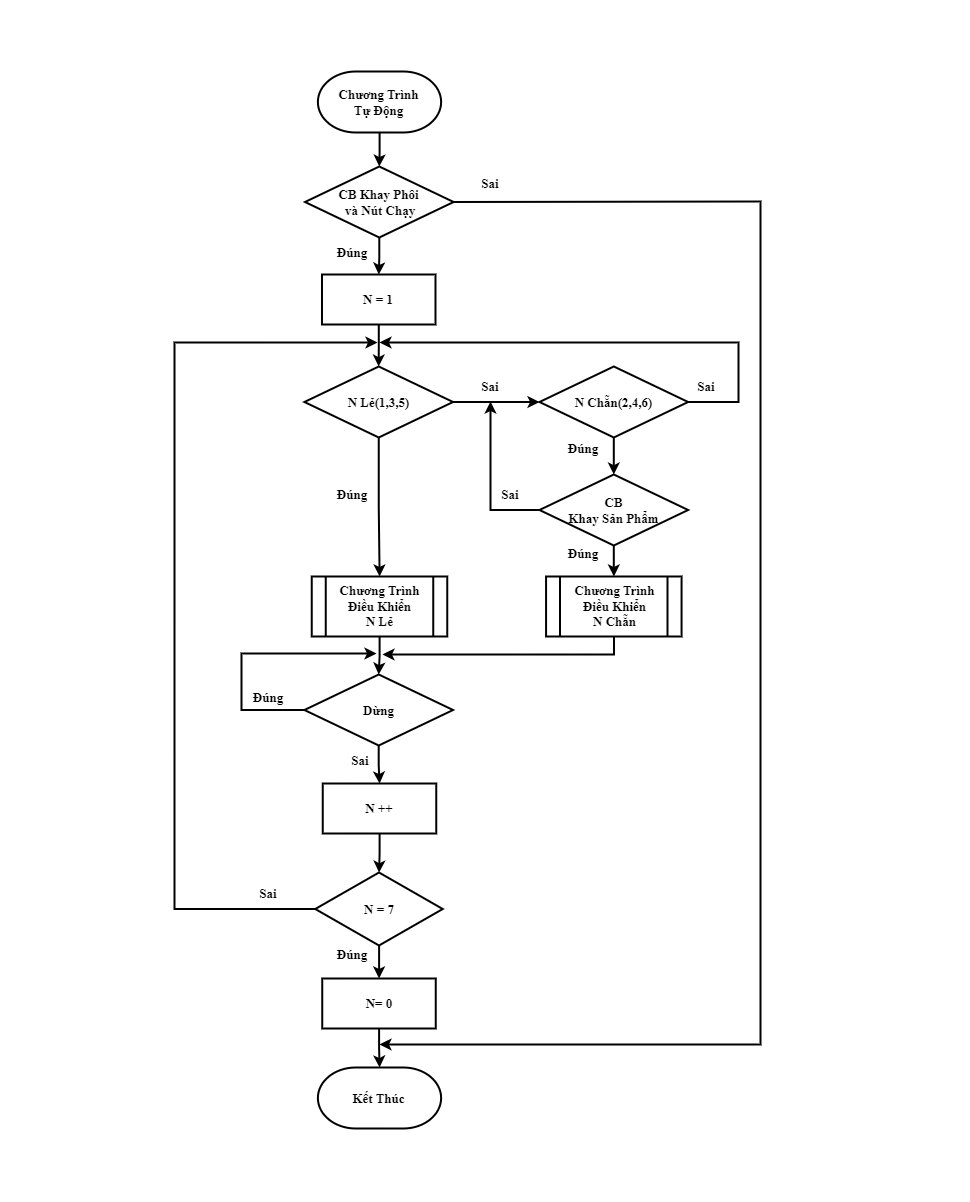 Chương Trình
Tự Động
CB Khay Phôi
và Nút Chạy
Sai
Đúng
N = 1
N Lẻ(1,3,5)
Sai
N Chẵn(2,4,6)
Sai
Đúng
Đúng
Sai
CB
Khay Sản Phẩm
Đúng
Chương Trình
Điều Khiển
N Lẻ
Chương Trình
Điều Khiển
N Chẵn
Đúng
Dừng
Sai
N ++
Sai
N = 7
Đúng
N= 0
Kết Thúc